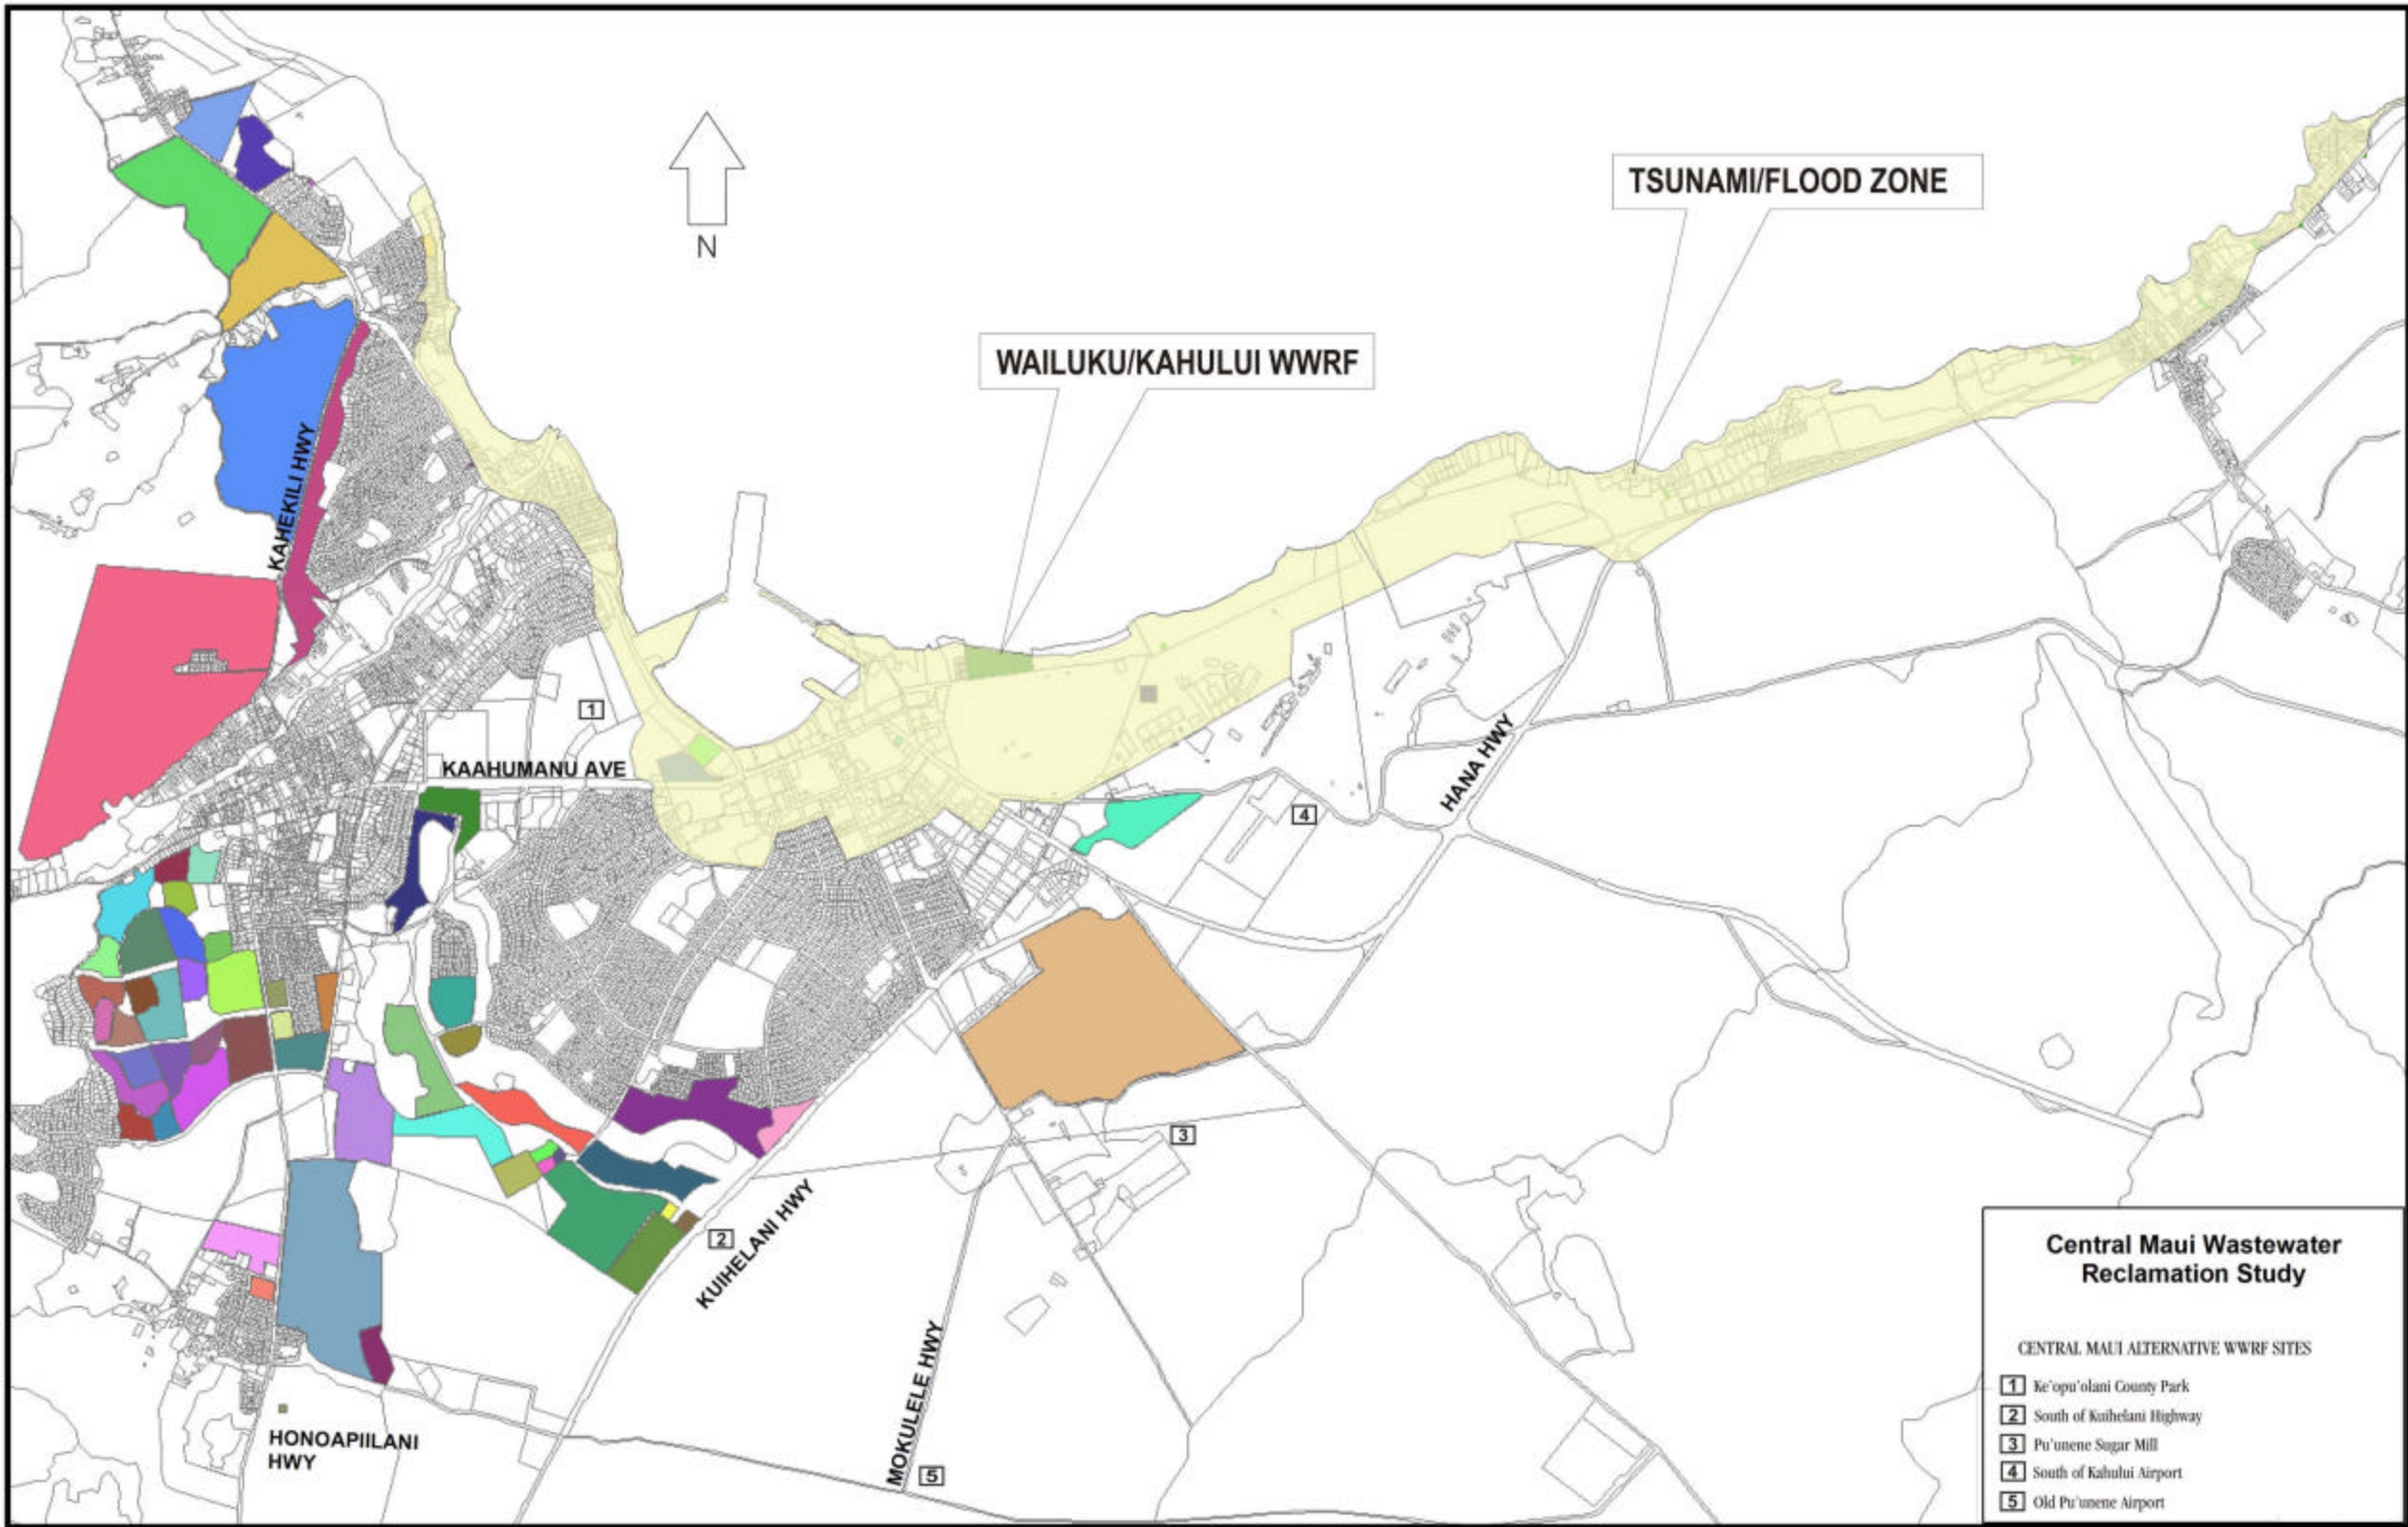 N
TSUNAMI/FLOOD ZONE
WAILUKU/KAHULUI WWRF
KAHEKILI HWY
1
KAAHUMANU AVE
HANA HWY
4
3
2
KUIHELANI HWY
MOKULELE HWY
5
HONOAPIILANI
HWY
Central Maui Wastewater
Reclamation Study
CENTRAL MAUI ALTERNATIVE WWRF SITES
1 Ke'opu'olani County Park
2 South of Kuihelani Highway
3 Pu'unene Sugar Mill
4 South of Kahului Airport
5 Old Pu'unene Airport